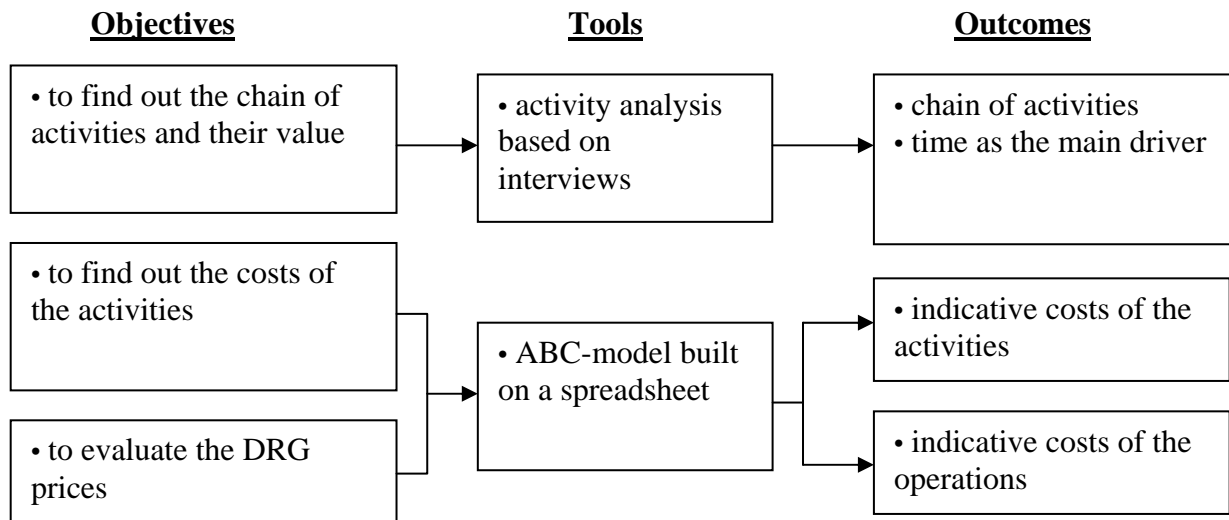 Objectives
Tools
Outcomes
• to find out the chain of
activities and their value
• activity analysis
based on
interviews
• chain of activities
• time as the main driver
• to find out the costs of
the activities
• ABC-model built
on a spreadsheet
• indicative costs of the
activities
• to evaluate the DRG
prices
• indicative costs of the
operations